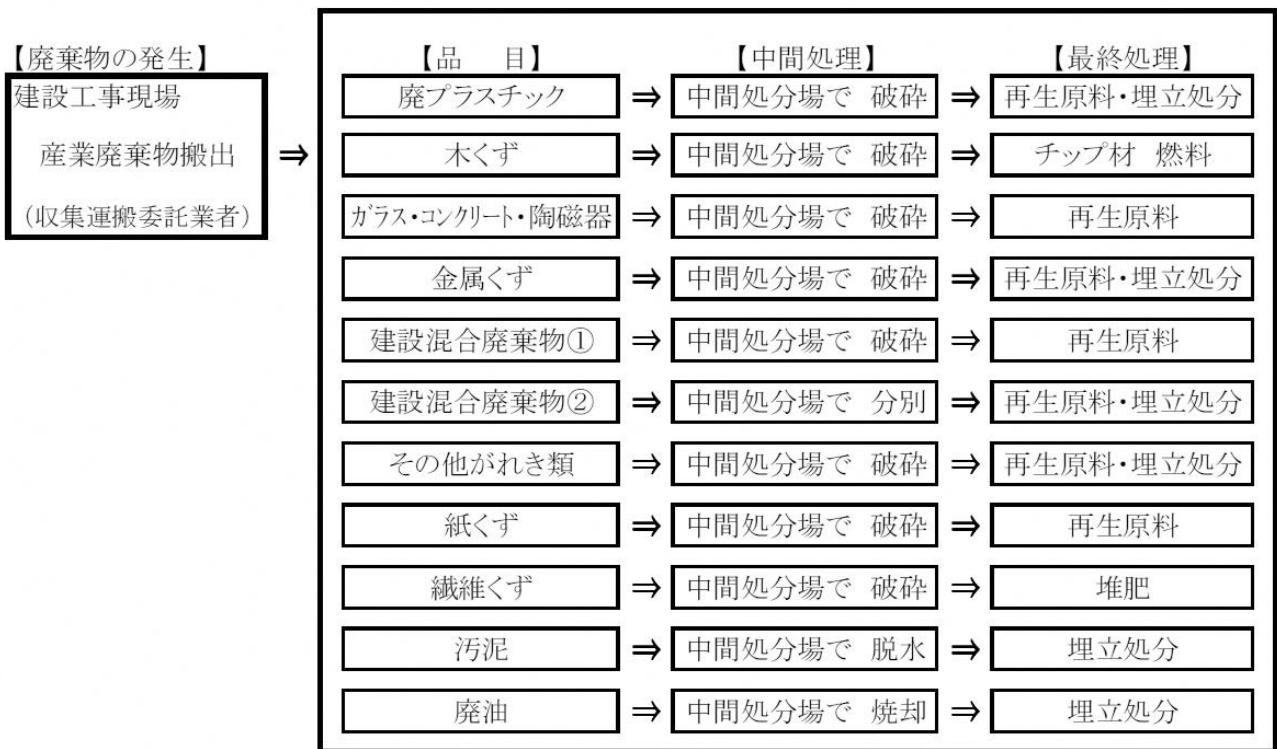 【廃棄物の発生】
建設工事現場
産業廃棄物搬出
(収集運搬委託業者)
⇒
【品 目】 【中間処理】 【最終処理】
廃プラスチック ⇒ 中間処分場で 破砕 ⇒ 再生原料・埋立処分
木くず ⇒ 中間処分場で 破砕 ⇒ チップ材 燃料
ガラス・コンクリート・陶磁器 ⇒ 中間処分場で 破砕 ⇒ 再生原料
金属くず ⇒ 中間処分場で 破砕 ⇒ 再生原料・埋立処分
建設混合廃棄物① ⇒ 中間処分場で 破砕 ⇒ 再生原料
建設混合廃棄物② ⇒ 中間処分場で 分別 ⇒ 再生原料・埋立処分
その他がれき類 ⇒ 中間処分場で 破砕 ⇒ 再生原料・埋立処分
紙くず ⇒ 中間処分場で 破砕 ⇒ 再生原料
繊維くず ⇒ 中間処分場で 破砕 ⇒ 堆肥
汚泥 ⇒ 中間処分場で 脱水 ⇒ 埋立処分
廃油 ⇒ 中間処分場で 焼却 ⇒ 埋立処分